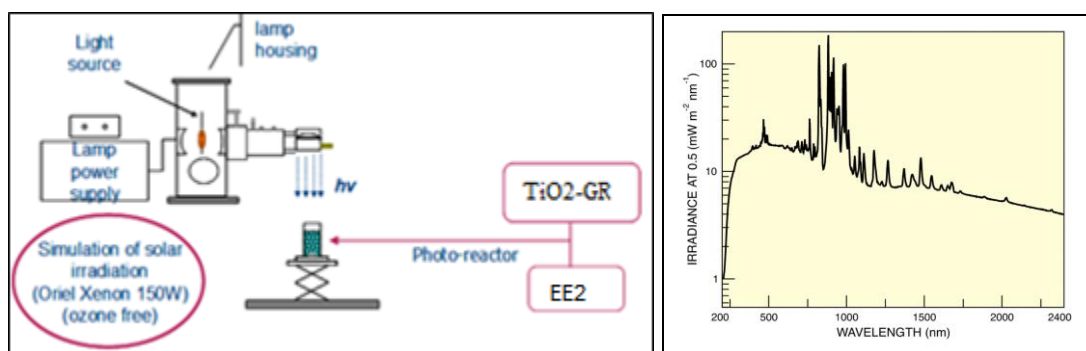 Light
source
lamp
housing
Lamp
power
supply
hν
TiO2-GR
Photo-reactor
EE2
Simulation of solar
irradiation
(Oriel Xenon 150W)
(ozone free)
IRRADIANCE AT 0.5 (mW m⁻² nm⁻¹)
100
10
1
200 500 1000 1500 2000 2400
WAVELENGTH (nm)